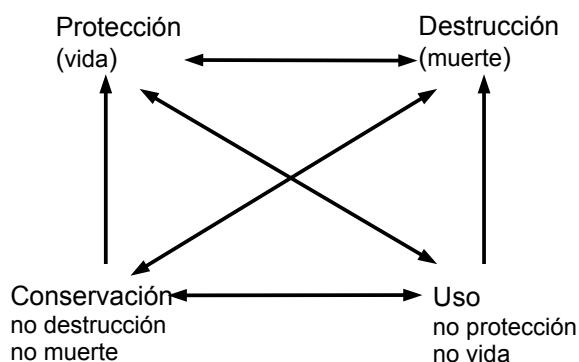 Protección
(vida)
Destrucción
(muerte)
Conservación
no destrucción
no muerte
Uso
no protección
no vida